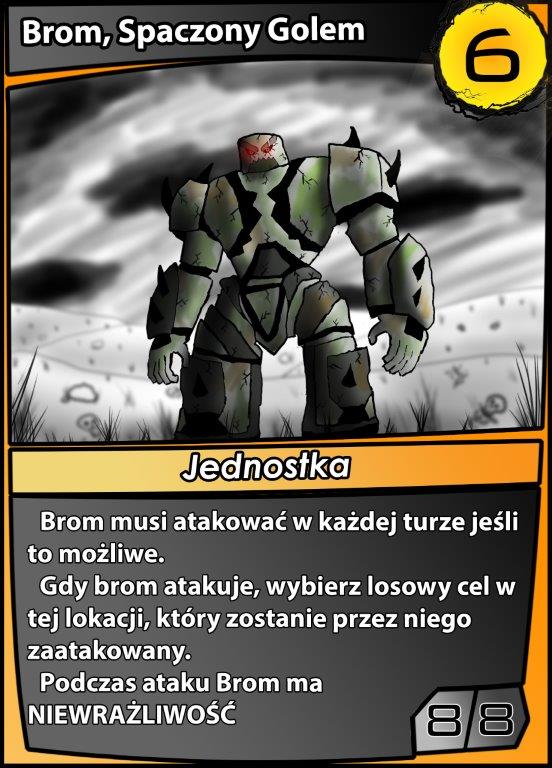 Brom, Spaczony Golem
6
Jednostka
Brom musi atakować w każdej turze jeśli
to możliwe.
Gdy brom atakuje, wybierz losowy cel w
tej lokacji, który zostanie przez niego
zaatakowany.
Podczas ataku Brom ma
NIEWRAŻLIWOŚĆ
8/8